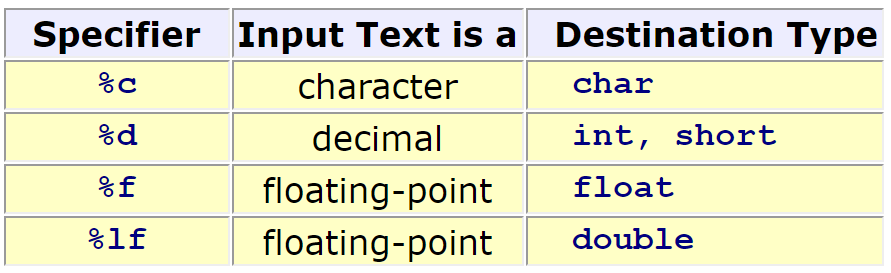 Specifier Input Text is a Destination Type
%c character char
%d decimal int, short
%f floating-point float
%lf floating-point double